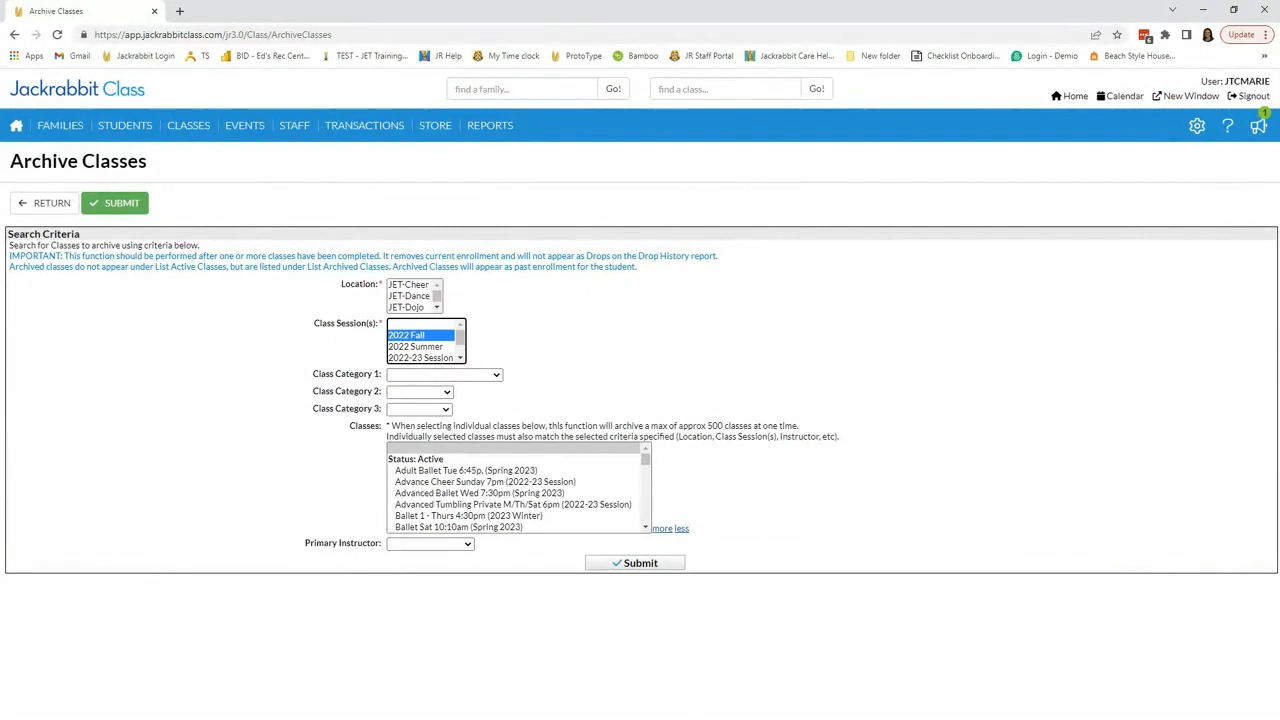 Archive Classes
https://app.jackrabbitclass.com/jr3.0/Class/ArchiveClasses
Update
Apps
Gmail
Jackrabbit Login
TS
BID - Ed's Rec Cent...
TEST - JET Training...
JR Help
My Time clock
ProtoType
Bamboo
JR Staff Portal
Jackrabbit Care Hel...
New folder
Checklist Onboardi...
Login - Demio
Beach Style House...
»
Jackrabbit Class
find a family...
Go!
find a class...
Go!
User: JTCMARIE
Home
Calendar
New Window
Signout
FAMILIES
STUDENTS
CLASSES
EVENTS
STAFF
TRANSACTIONS
STORE
REPORTS
1
Archive Classes
RETURN
SUBMIT
Search Criteria
Search for Classes to archive using criteria below.
IMPORTANT: This function should be performed after one or more classes have been completed. It removes current enrollment and will not appear as Drops on the Drop History report.
Archived classes do not appear under List Active Classes, but are listed under List Archived Classes. Archived Classes will appear as past enrollment for the student.
Location:*
JET-Cheer
JET-Dance
JET-Dojo
Class Session(s):*
2022 Fall
2022 Summer
2022-23 Session
Class Category 1:
Class Category 2:
Class Category 3:
Classes:
* When selecting individual classes below, this function will archive a max of approx 500 classes at one time.
Individually selected classes must also match the selected criteria specified (Location, Class Session(s), Instructor, etc).
Status: Active
Adult Ballet Tue 6:45p. (Spring 2023)
Advance Cheer Sunday 7pm (2022-23 Session)
Advanced Ballet Wed 7:30pm (Spring 2023)
Advanced Tumbling Private M/Th/Sat 6pm (2022-23 Session)
Ballet 1 - Thurs 4:30pm (2023 Winter)
Ballet Sat 10:10am (Spring 2023)
more less
Primary Instructor:
Submit